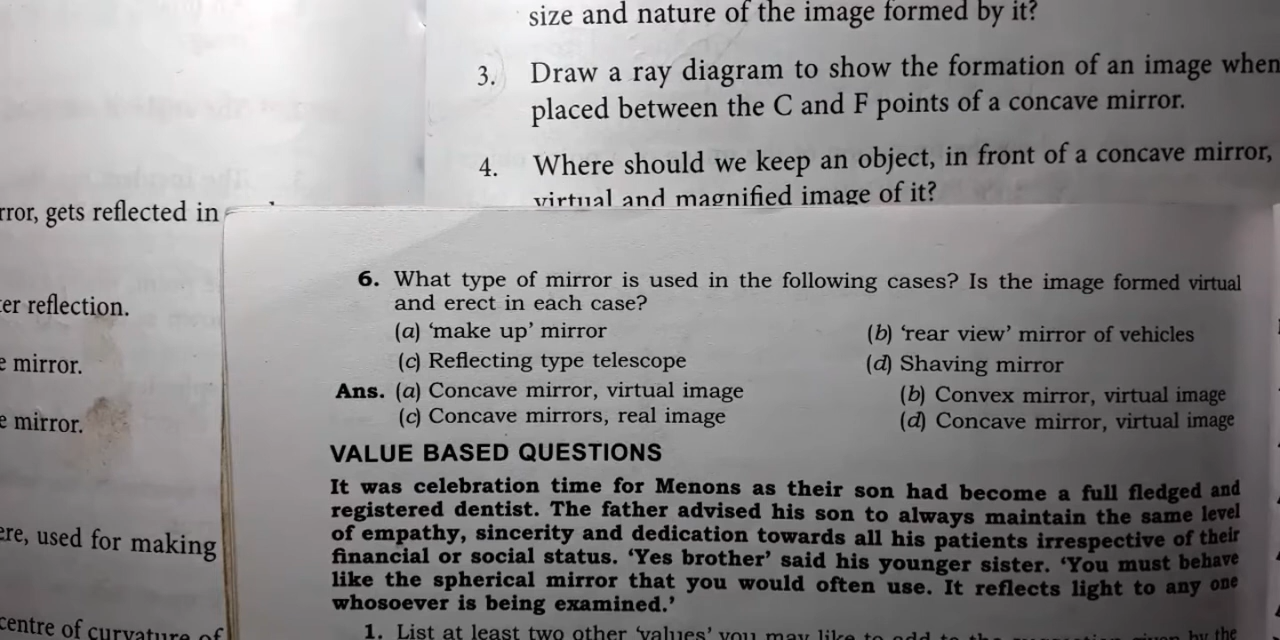 size and nature of the image formed by it?
3. Draw a ray diagram to show the formation of an image when
placed between the C and F points of a concave mirror.
4. Where should we keep an object, in front of a concave mirror,
virtual and magnified image of it?
rror, gets reflected in
er reflection.
e mirror.
e mirror.
ere, used for making
centre of curvature of
6. What type of mirror is used in the following cases? Is the image formed virtual
and erect in each case?
(a) ‘make up’ mirror (b) ‘rear view’ mirror of vehicles
(c) Reflecting type telescope (d) Shaving mirror
Ans. (a) Concave mirror, virtual image (b) Convex mirror, virtual image
(c) Concave mirrors, real image (d) Concave mirror, virtual image
VALUE BASED QUESTIONS
It was celebration time for Menons as their son had become a full fledged and
registered dentist. The father advised his son to always maintain the same level
of empathy, sincerity and dedication towards all his patients irrespective of their
financial or social status. ‘Yes brother’ said his younger sister. ‘You must behave
like the spherical mirror that you would often use. It reflects light to any one
whosoever is being examined.’
1. List at least two other ‘values’ you may like to add to the by the